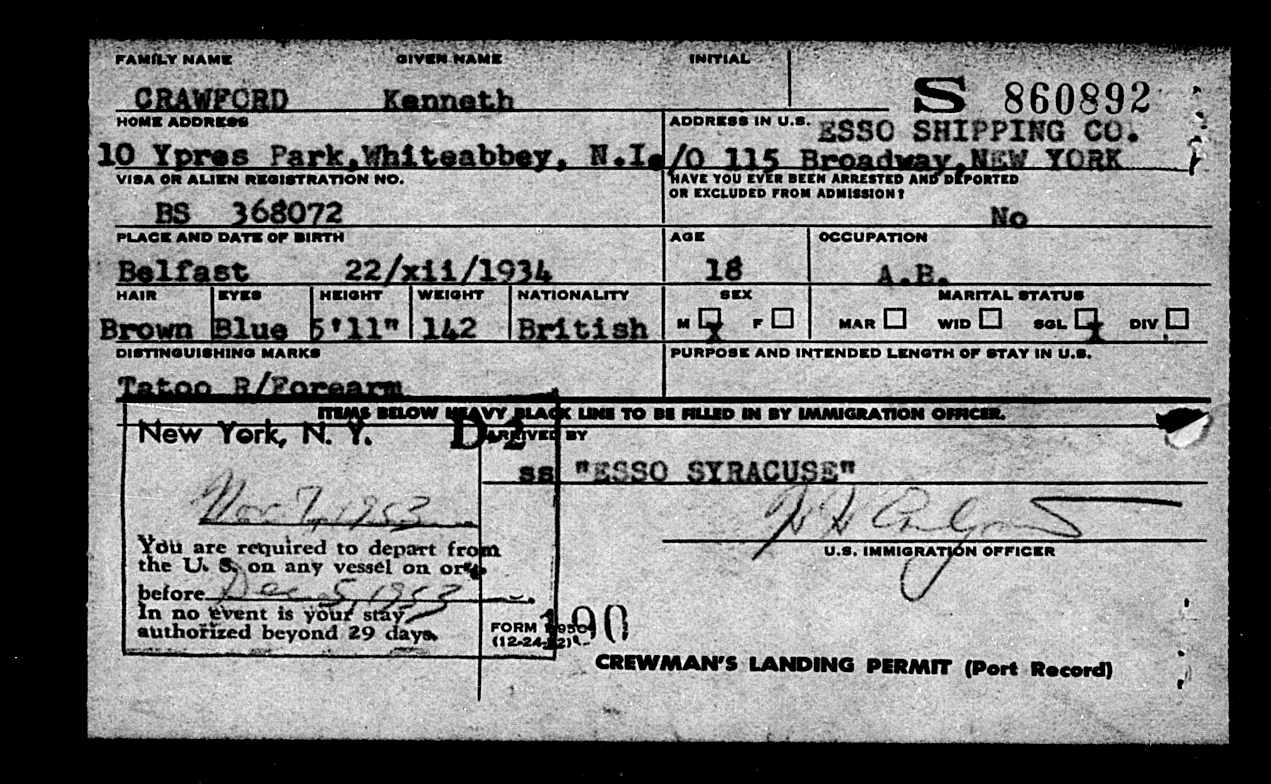 FAMILY NAME GIVEN NAME INITIAL
CRAWFORD Kenneth
S 860892
HOME ADDRESS
10 Ypres Park, Whiteabbey, N.I.
ADDRESS IN U.S. ESSO SHIPPING CO.
/O 115 Broadway, NEW YORK
VISA OR ALIEN REGISTRATION NO.
BS 368072
HAVE YOU EVER BEEN ARRESTED AND DEPORTED
OR EXCLUDED FROM ADMISSION?
No
PLACE AND DATE OF BIRTH
Belfast 22/xii/1934
AGE
18
OCCUPATION
A.B.
HAIR EYES HEIGHT WEIGHT NATIONALITY
Brown Blue 5'11" 142 British
SEX
M X F
MARITAL STATUS
MAR WID SGL X DIV
DISTINGUISHING MARKS
Tatoo R/Forearm
PURPOSE AND INTENDED LENGTH OF STAY IN U.S.
ITEMS BELOW HEAVY BLACK LINE TO BE FILLED IN BY IMMIGRATION OFFICER.
New York, N. Y. D-2
ARRIVED BY
ss "ESSO SYRACUSE"
Nov. 7, 1953
U.S. IMMIGRATION OFFICER
You are required to depart from
the U. S. on any vessel on or
before Dec 5, 1953
In no event is your stay
authorized beyond 29 days.
FORM
190
CREWMAN'S LANDING PERMIT (Port Record)